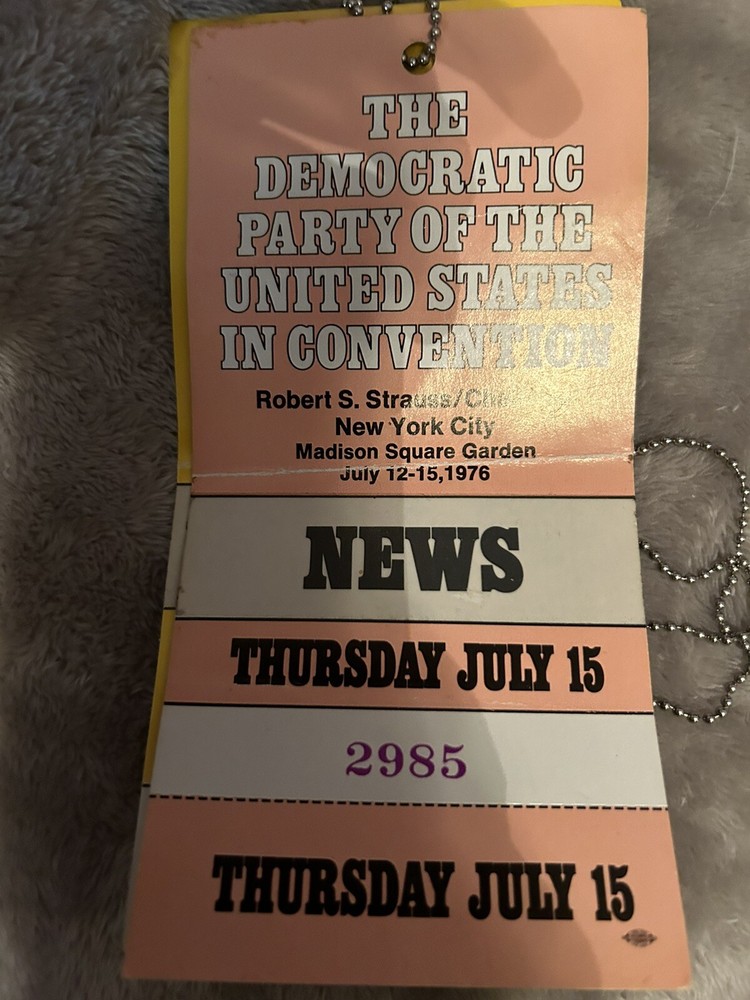 THE
DEMOCRATIC
PARTY OF THE
UNITED STATES
IN CONVENTION
Robert S. Strauss/
New York City
Madison Square Garden
July 12-15,1976
NEWS
THURSDAY JULY 15
2985
THURSDAY JULY 15